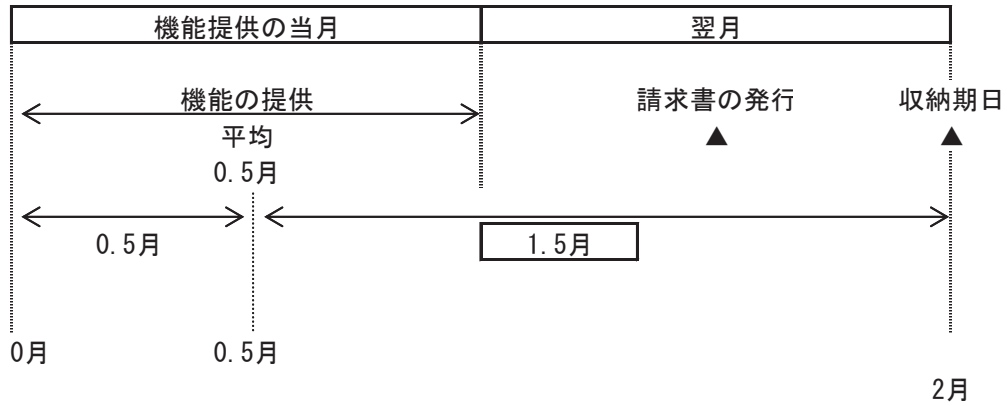 機能提供の当月 翌月
機能の提供 請求書の発行 収納期日
平均 ▲ ▲
0.5月
0.5月 1.5月
0月 0.5月
2月